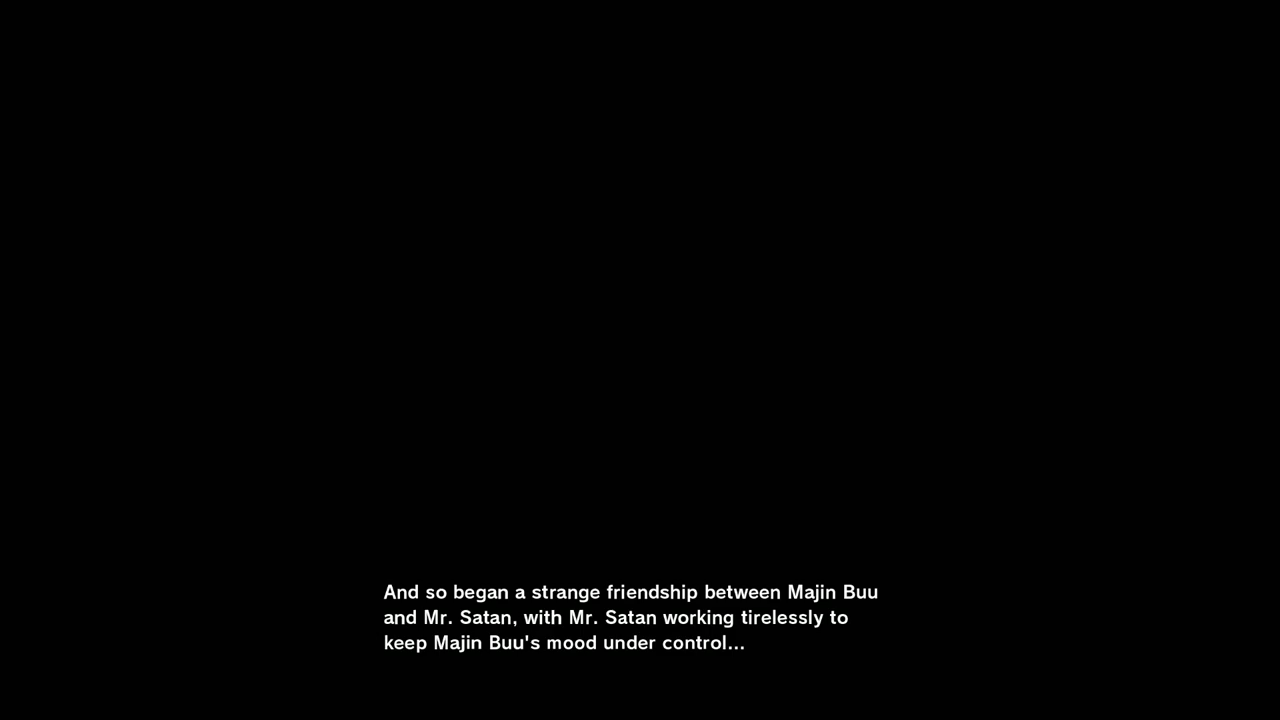 And so began a strange friendship between Majin Buu
and Mr. Satan, with Mr. Satan working tirelessly to
keep Majin Buu's mood under control...